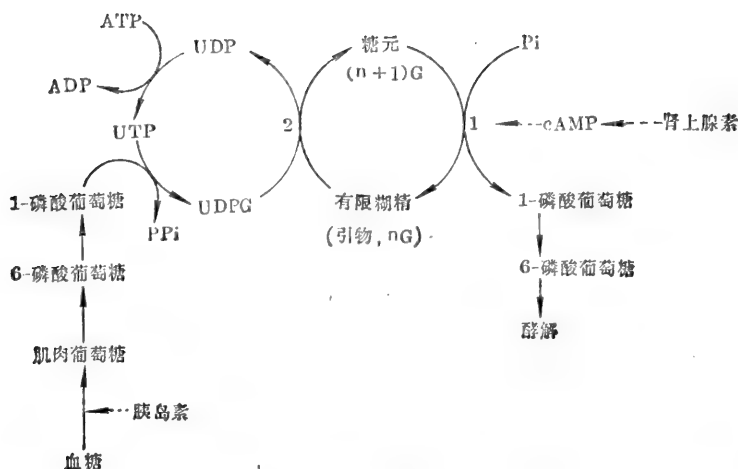 ATP
ADP
UDP
UTP
UDPG
PPi
1-磷酸葡萄糖
6-磷酸葡萄糖
肌肉葡萄糖
胰岛素
血糖
2
糖元
(n+1)G
有限糊精
(引物,nG)
Pi
1
cAMP
肾上腺素
1-磷酸葡萄糖
6-磷酸葡萄糖
酵解